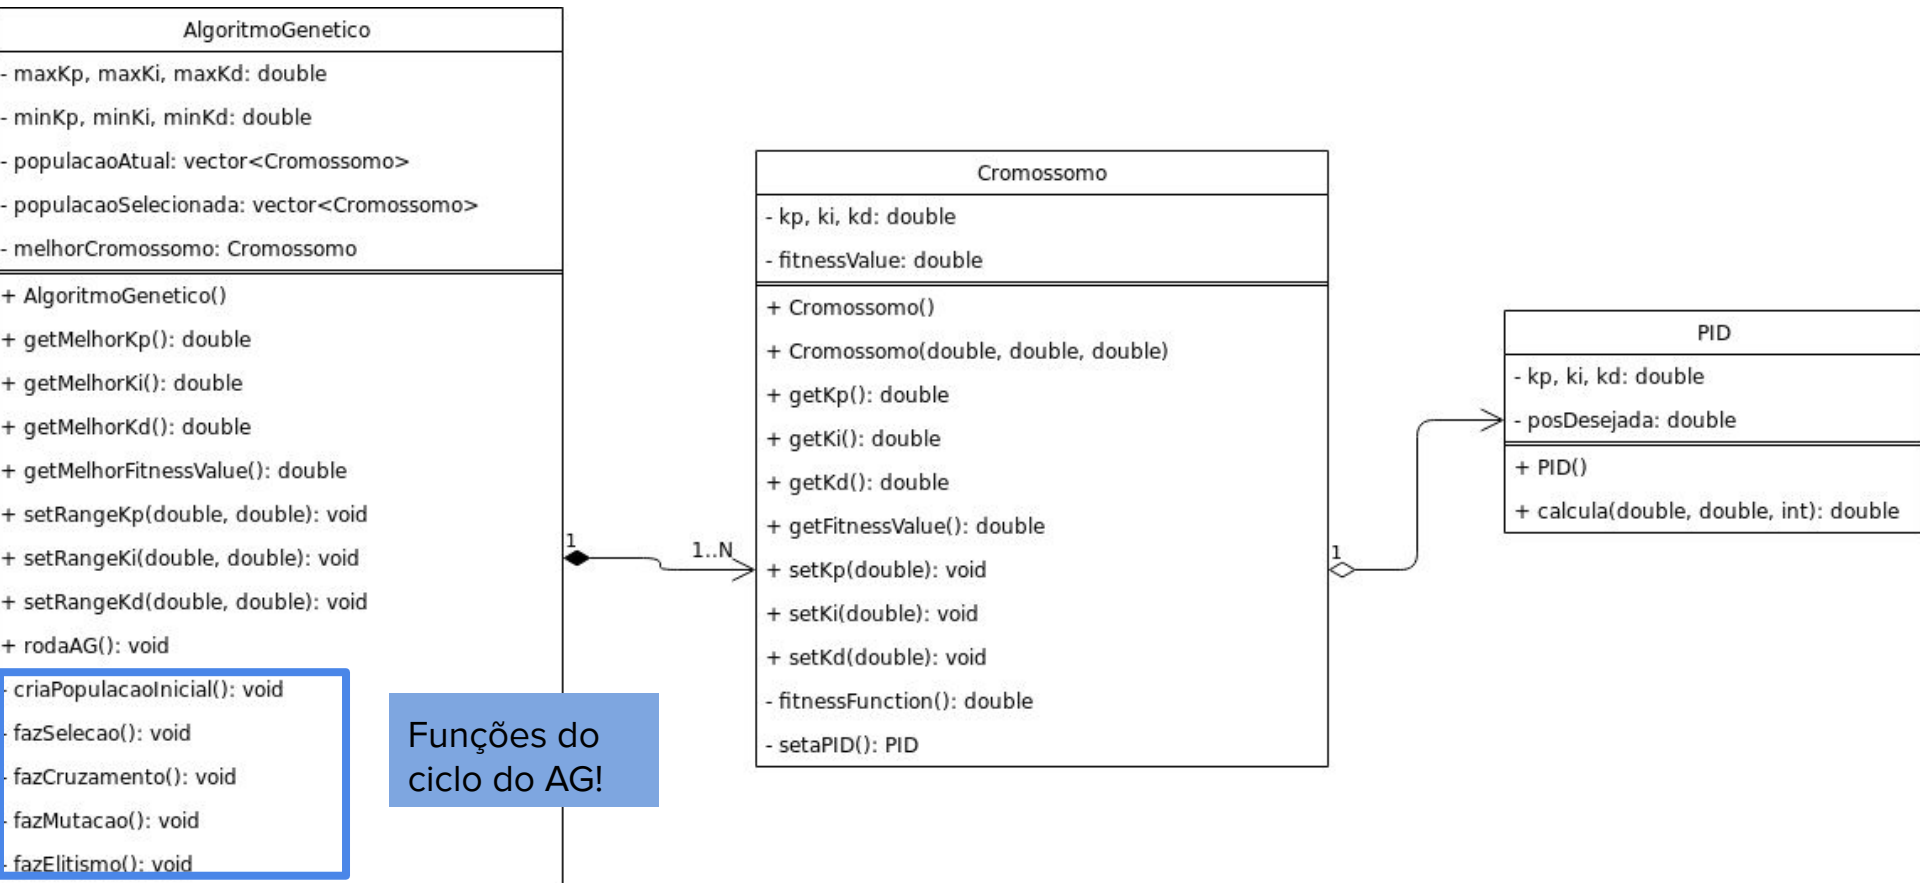 AlgoritmoGenetico
- maxKp, maxKi, maxKd: double
- minKp, minKi, minKd: double
- populacaoAtual: vector<Cromossomo>
- populacaoSelecionada: vector<Cromossomo>
- melhorCromossomo: Cromossomo
+ AlgoritmoGenetico()
+ getMelhorKp(): double
+ getMelhorKi(): double
+ getMelhorKd(): double
+ getMelhorFitnessValue(): double
+ setRangeKp(double, double): void
+ setRangeKi(double, double): void
+ setRangeKd(double, double): void
+ rodaAG(): void
- criaPopulacaoInicial(): void
- fazSelecao(): void
- fazCruzamento(): void
- fazMutacao(): void
- fazElitismo(): void
Funções do
ciclo do AG!
1
1..N
Cromossomo
- kp, ki, kd: double
- fitnessValue: double
+ Cromossomo()
+ Cromossomo(double, double, double)
+ getKp(): double
+ getKi(): double
+ getKd(): double
+ getFitnessValue(): double
+ setKp(double): void
+ setKi(double): void
+ setKd(double): void
- fitnessFunction(): double
- setaPID(): PID
1
PID
- kp, ki, kd: double
- posDesejada: double
+ PID()
+ calcula(double, double, int): double